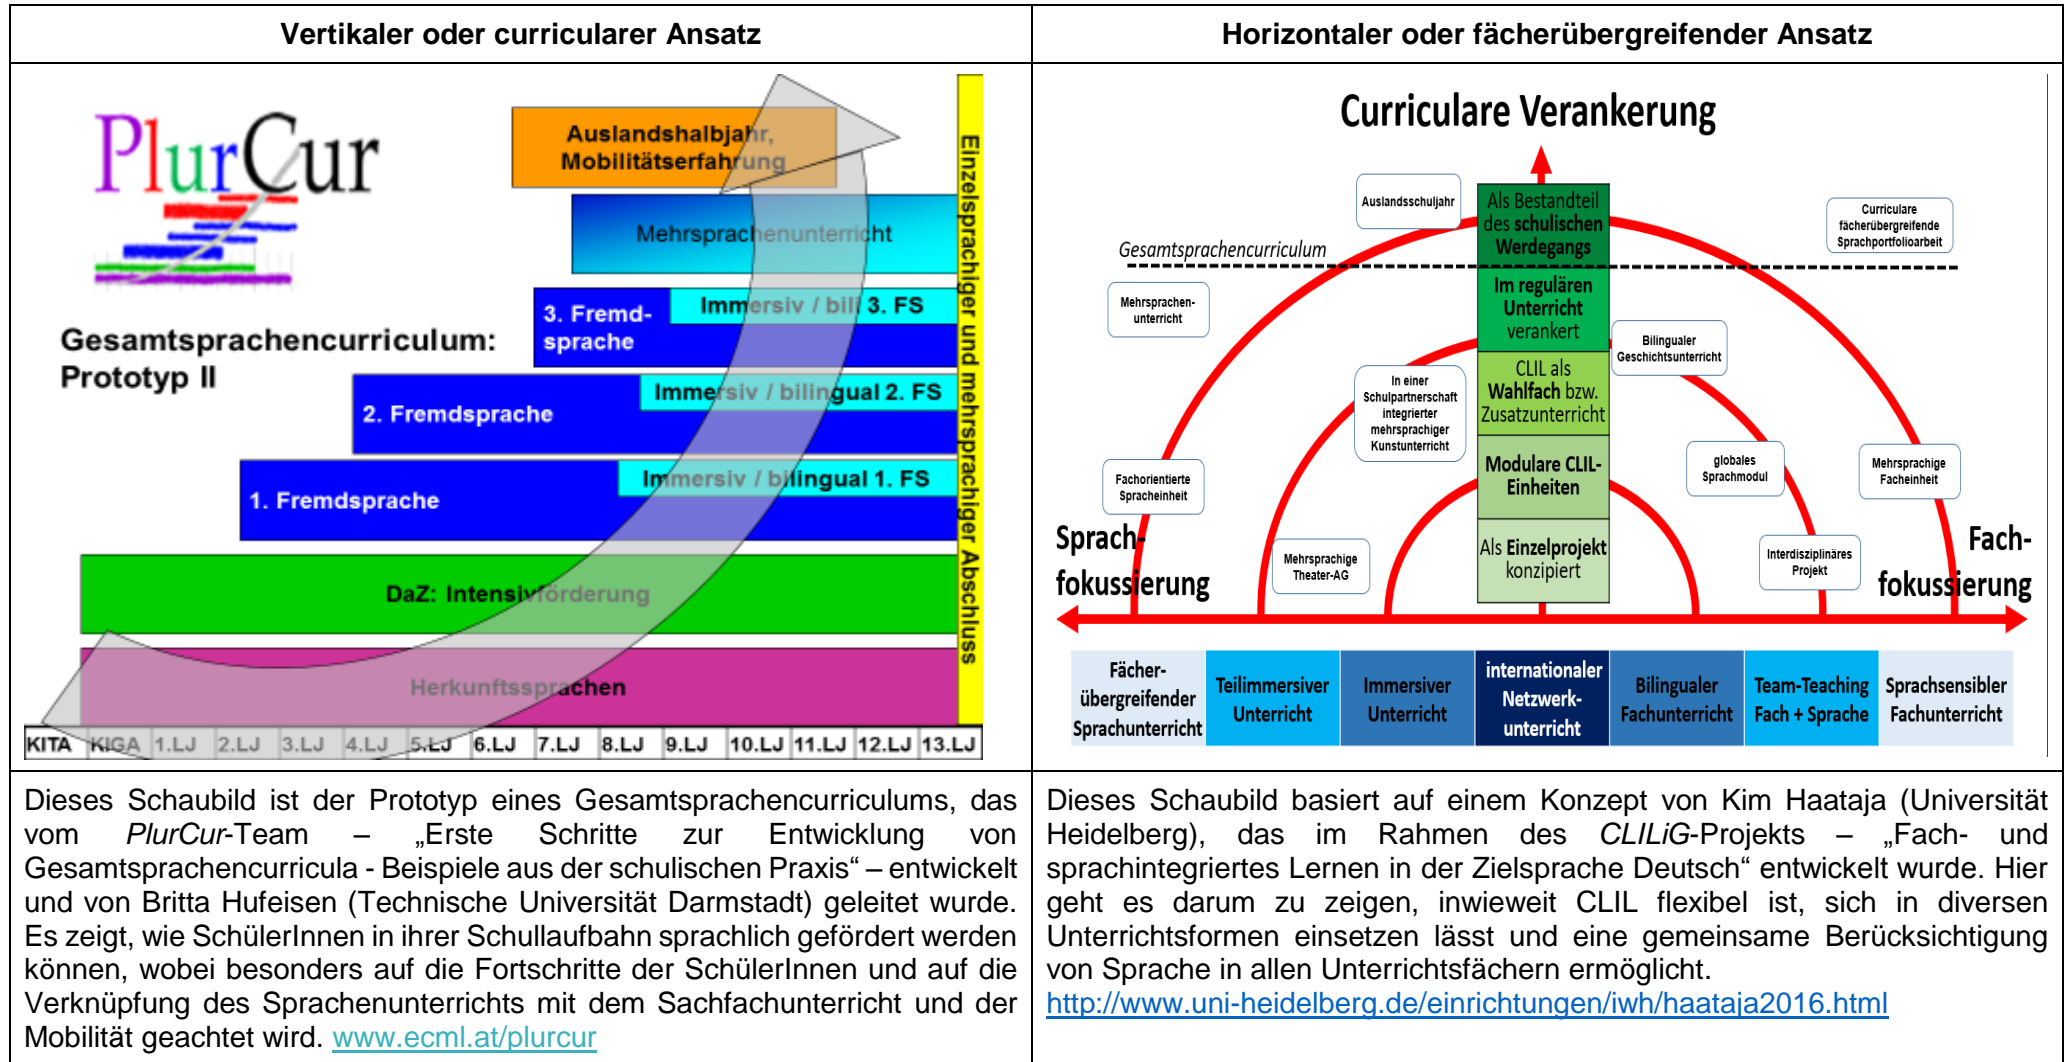 Vertikaler oder curricularer Ansatz
PlurCur
Gesamtsprachencurriculum:
Prototyp II
Auslandshalbjahr,
Mobilitätserfahrung
Mehrsprachenunterricht
3. Fremd-
sprache
Immersiv / bili 3. FS
2. Fremdsprache
Immersiv / bilingual 2. FS
1. Fremdsprache
Immersiv / bilingual 1. FS
DaZ: Intensivförderung
Herkunftssprachen
Einzelsprachiger und mehrsprachiger Abschluss
KITA KIGA 1.LJ 2.LJ 3.LJ 4.LJ 5.LJ 6.LJ 7.LJ 8.LJ 9.LJ 10.LJ 11.LJ 12.LJ 13.LJ
Dieses Schaubild ist der Prototyp eines Gesamtsprachencurriculums, das
vom PlurCur-Team – „Erste Schritte zur Entwicklung von
Gesamtsprachencurricula - Beispiele aus der schulischen Praxis“ – entwickelt
und von Britta Hufeisen (Technische Universität Darmstadt) geleitet wurde.
Es zeigt, wie SchülerInnen in ihrer Schullaufbahn sprachlich gefördert werden
können, wobei besonders auf die Fortschritte der SchülerInnen und auf die
Verknüpfung des Sprachenunterrichts mit dem Sachfachunterricht und der
Mobilität geachtet wird. www.ecml.at/plurcur
Horizontaler oder fächerübergreifender Ansatz
Curriculare Verankerung
Auslandsschuljahr
Als Bestandteil
des schulischen
Werdegangs
Curriculare
fächerübergreifende
Sprachportfolioarbeit
Gesamtsprachencurriculum
Mehrsprachen-
unterricht
Im regulären
Unterricht
verankert
Bilingualer
Geschichtsunterricht
In einer
Schulpartnerschaft
integrierter
mehrsprachiger
Kunstunterricht
CLIL als
Wahlfach bzw.
Zusatzunterricht
Fachorientierte
Spracheinheit
Modulare CLIL-
Einheiten
globales
Sprachmodul
Mehrsprachige
Facheinheit
Sprach-
fokussierung
Mehrsprachige
Theater-AG
Als Einzelprojekt
konzipiert
Interdisziplinäres
Projekt
Fach-
fokussierung
Fächer-
übergreifender
Sprachunterricht
Teilimmersiver
Unterricht
Immersiver
Unterricht
internationaler
Netzwerk-
unterricht
Bilingualer
Fachunterricht
Team-Teaching
Fach + Sprache
Sprachsensibler
Fachunterricht
Dieses Schaubild basiert auf einem Konzept von Kim Haataja (Universität
Heidelberg), das im Rahmen des CLILiG-Projekts – „Fach- und
sprachintegriertes Lernen in der Zielsprache Deutsch“ entwickelt wurde. Hier
geht es darum zu zeigen, inwieweit CLIL flexibel ist, sich in diversen
Unterrichtsformen einsetzen lässt und eine gemeinsame Berücksichtigung
von Sprache in allen Unterrichtsfächern ermöglicht.
http://www.uni-heidelberg.de/einrichtungen/iwh/haataja2016.html